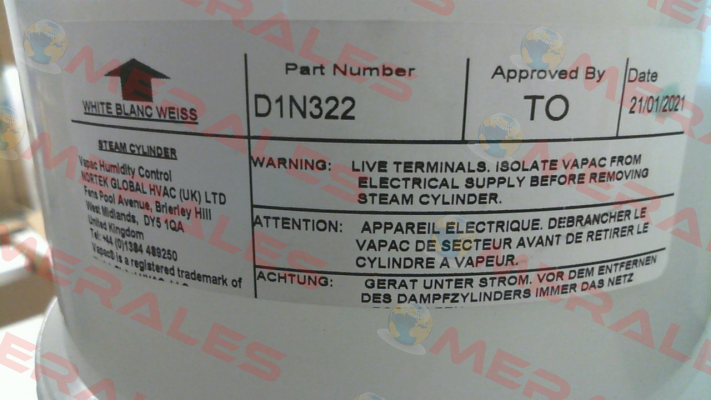 WHITE BLANC WEISS
Part Number
D1N322
Approved By
TO
Date
21/01/2021
STEAM CYLINDER
Vapac Humidity Control
NORTEK GLOBAL HVAC (UK) LTD
Fens Pool Avenue, Brierley Hill
West Midlands, DY5 1QA
United Kingdom
Tel: +44 (0)1384 489250
Vapac® is a registered trademark of
WARNING: LIVE TERMINALS. ISOLATE VAPAC FROM
ELECTRICAL SUPPLY BEFORE REMOVING
STEAM CYLINDER.
ATTENTION: APPAREIL ELECTRIQUE. DEBRANCHER LE
VAPAC DE SECTEUR AVANT DE RETIRER LE
CYLINDRE A VAPEUR.
ACHTUNG: GERAT UNTER STROM. VOR DEM ENTFERNEN
DES DAMPFZYLINDERS IMMER DAS NETZ
MERALES
MERALES
MERALES
MERALES